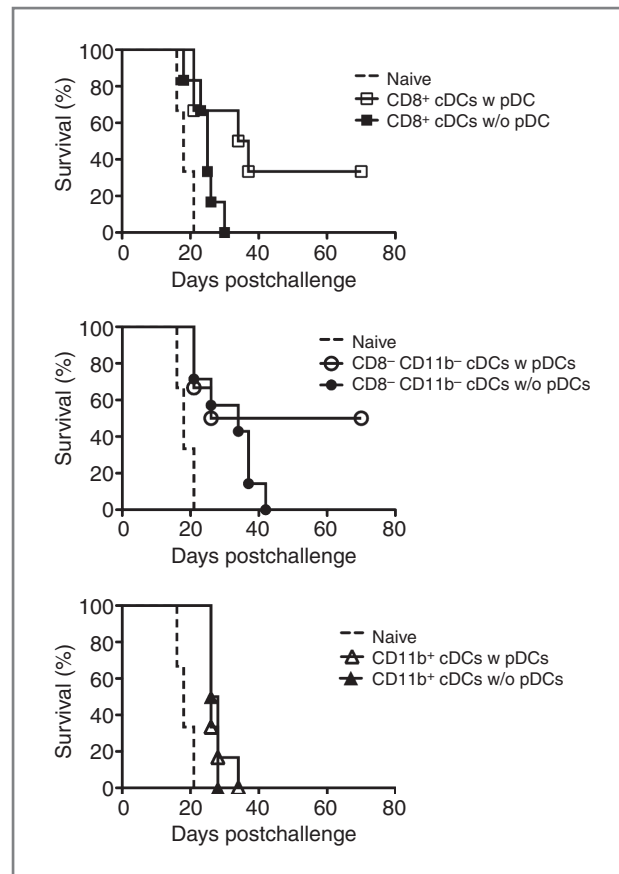 100
80
60
40
20
0
Survival (%)
Naive
CD8⁺ cDCs w pDC
CD8⁺ cDCs w/o pDC
0 20 40 60 80
Days postchallenge
100
80
60
40
20
0
Survival (%)
Naive
CD8⁻ CD11b⁻ cDCs w pDCs
CD8⁻ CD11b⁻ cDCs w/o pDCs
0 20 40 60 80
Days postchallenge
100
80
60
40
20
0
Survival (%)
Naive
CD11b⁺ cDCs w pDCs
CD11b⁺ cDCs w/o pDCs
0 20 40 60 80
Days postchallenge